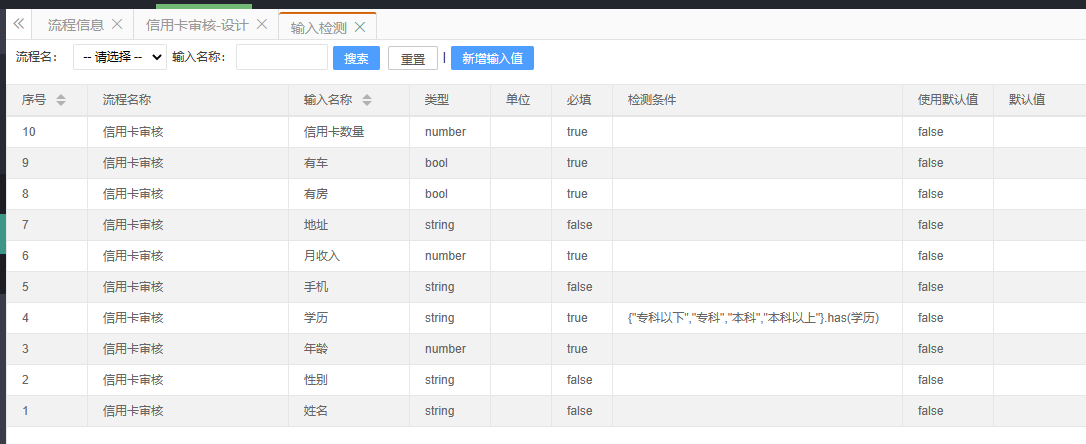 流程信息 信用卡审核-设计 输入检测
流程名： -- 请选择 -- 输入名称： 搜索 重置 | 新增输入值
序号 流程名称 输入名称 类型 单位 必填 检测条件 使用默认值 默认值
10 信用卡审核 信用卡数量 number true false
9 信用卡审核 有车 bool true false
8 信用卡审核 有房 bool true false
7 信用卡审核 地址 string false false
6 信用卡审核 月收入 number true false
5 信用卡审核 手机 string false false
4 信用卡审核 学历 string true {"专科以下","专科","本科","本科以上"}.has(学历) false
3 信用卡审核 年龄 number true false
2 信用卡审核 性别 string false false
1 信用卡审核 姓名 string false false